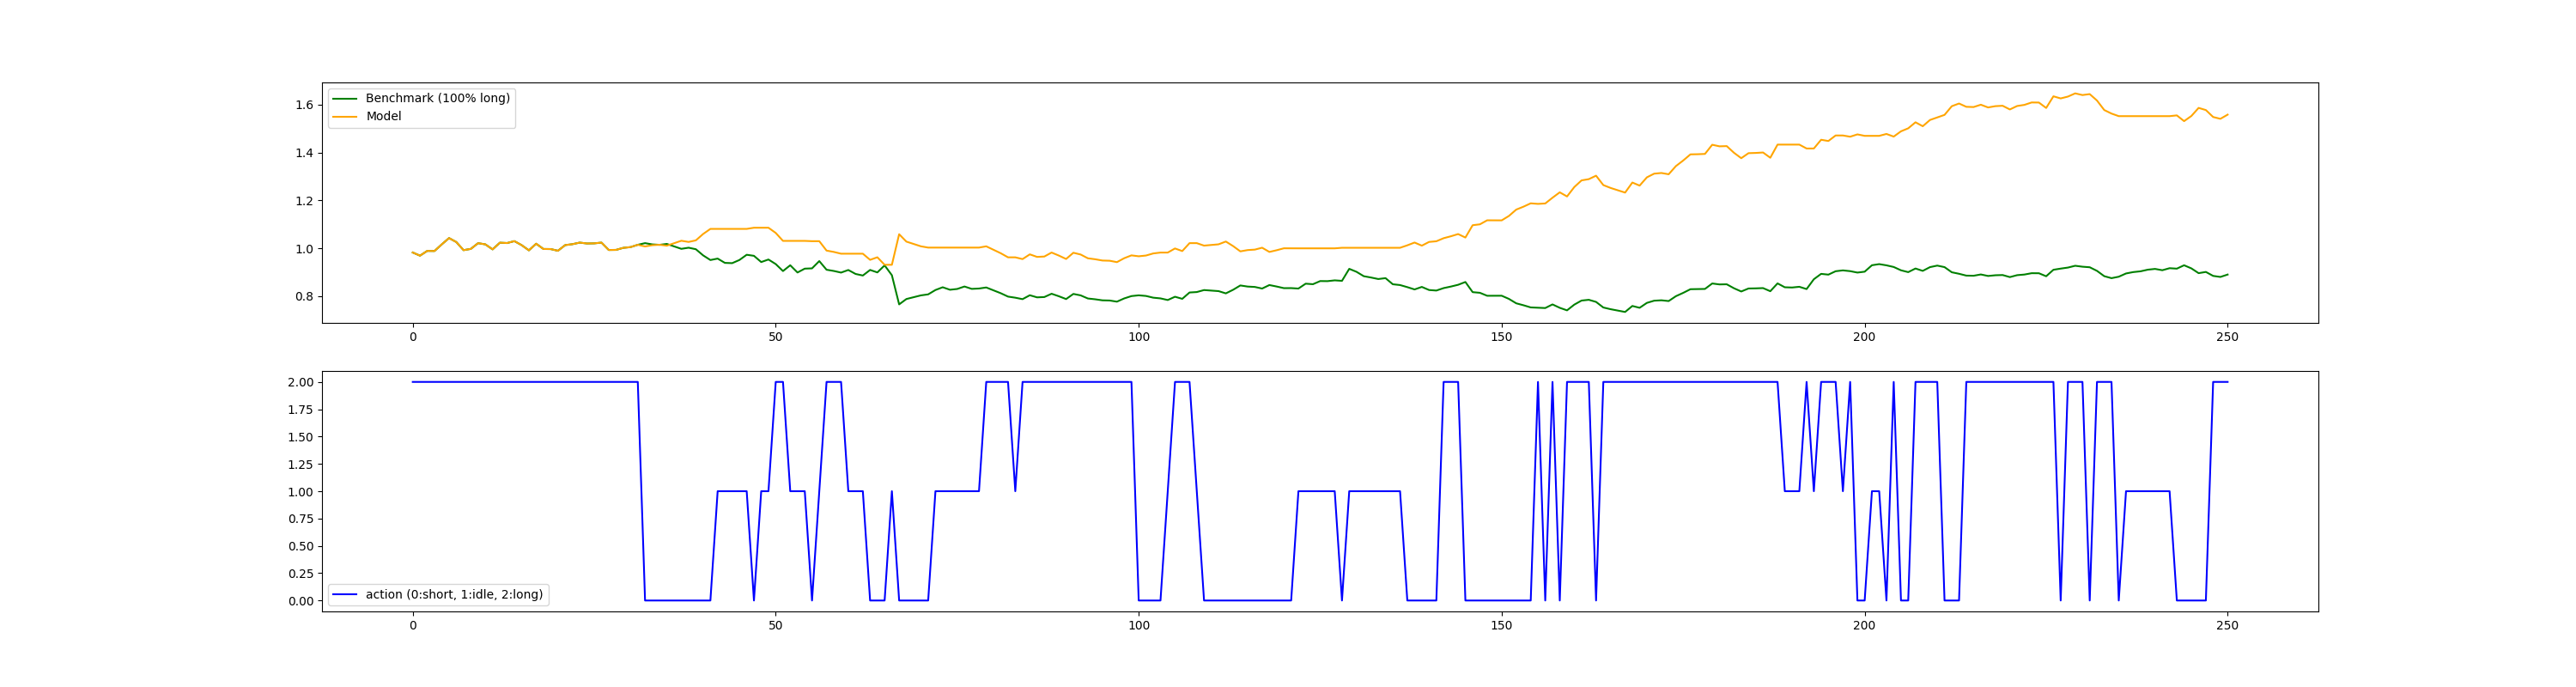 Benchmark (100% long)
Model
1.6
1.4
1.2
1.0
0.8
0 50 100 150 200 250
2.00
1.75
1.50
1.25
1.00
0.75
0.50
0.25
0.00
action (0:short, 1:idle, 2:long)
0 50 100 150 200 250